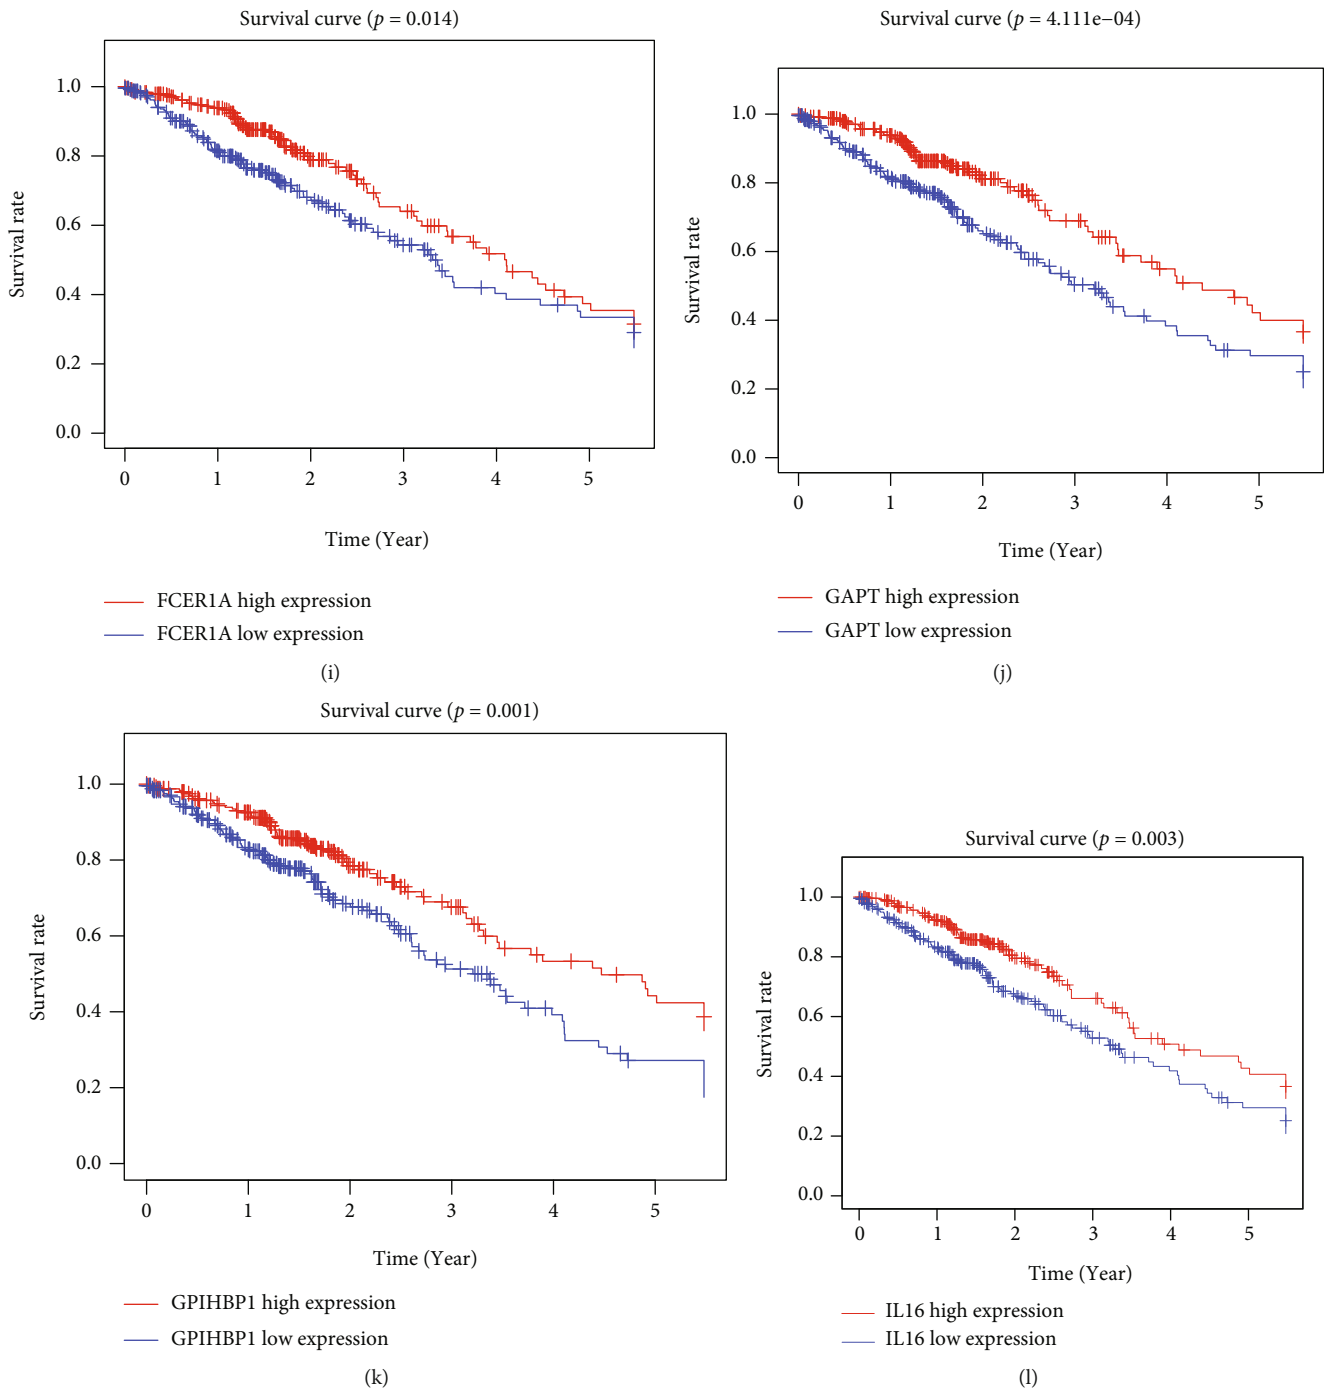 Survival curve (p = 0.014)
1.0
0.8
0.6
0.4
0.2
0.0
Survival rate
0 1 2 3 4 5
Time (Year)
FCER1A high expression
FCER1A low expression
(i)
Survival curve (p = 4.111e−04)
1.0
0.8
0.6
0.4
0.2
0.0
Survival rate
0 1 2 3 4 5
Time (Year)
GAPT high expression
GAPT low expression
(j)
Survival curve (p = 0.001)
1.0
0.8
0.6
0.4
0.2
0.0
Survival rate
0 1 2 3 4 5
Time (Year)
GPIHBP1 high expression
GPIHBP1 low expression
(k)
Survival curve (p = 0.003)
1.0
0.8
0.6
0.4
0.2
0.0
Survival rate
0 1 2 3 4 5
Time (Year)
IL16 high expression
IL16 low expression
(l)